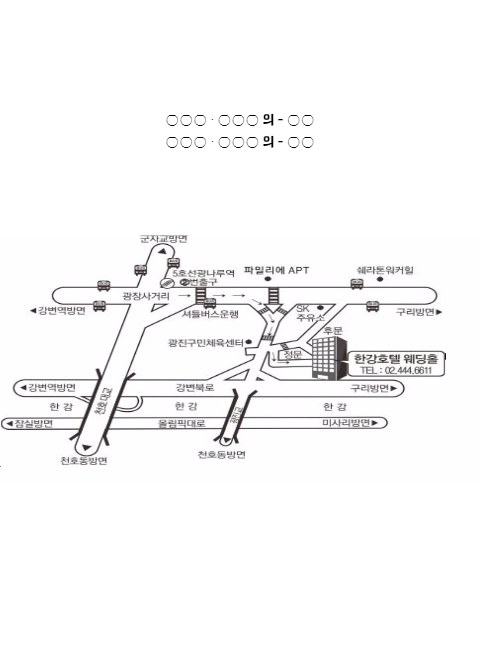 ○○○ · ○○○ 의 - ○○
○○○ · ○○○ 의 - ○○
군자교방면
5호선광나루역
②번출구
파밀리에 APT
쉐라톤워커힐
광장사거리
강변역방면
셔틀버스운행
SK
주유소
구리방면
후문
광진구민체육센터
정문
한강호텔 웨딩홀
TEL : 02.444.6611
강변역방면
강변북로
구리방면
천호대교
한 강
한 강
한 강
잠실방면
올림픽대로
미사리방면
천호동방면
천호동방면